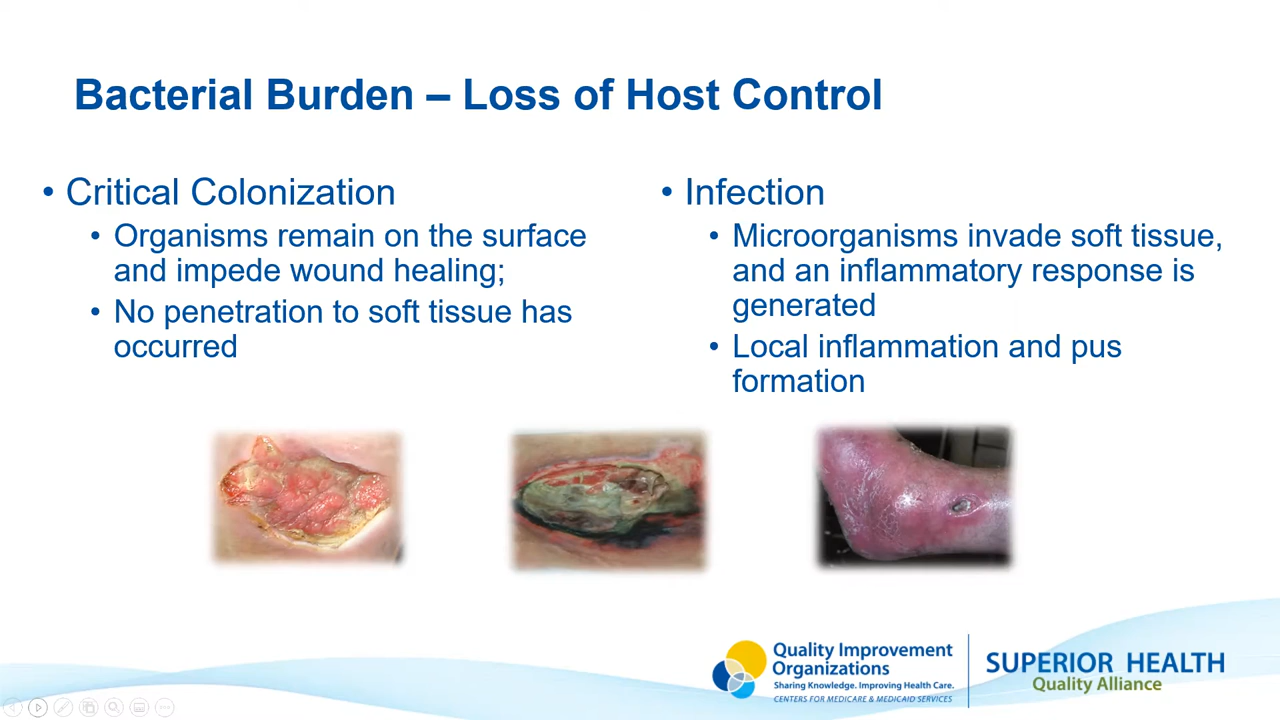 Bacterial Burden – Loss of Host Control
• Critical Colonization
• Organisms remain on the surface
and impede wound healing;
• No penetration to soft tissue has
occurred
• Infection
• Microorganisms invade soft tissue,
and an inflammatory response is
generated
• Local inflammation and pus
formation
Quality Improvement
Organizations
Sharing Knowledge. Improving Health Care.
CENTERS FOR MEDICARE & MEDICAID SERVICES
SUPERIOR HEALTH
Quality Alliance